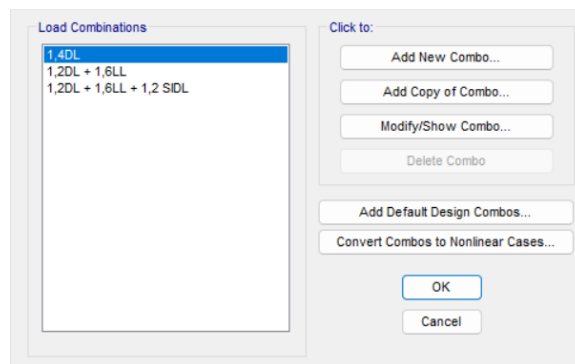 Load Combinations
1,4DL
1,2DL + 1,6LL
1,2DL + 1,6LL + 1,2 SIDL
Click to:
Add New Combo...
Add Copy of Combo...
Modify/Show Combo...
Delete Combo
Add Default Design Combos...
Convert Combos to Nonlinear Cases...
OK
Cancel